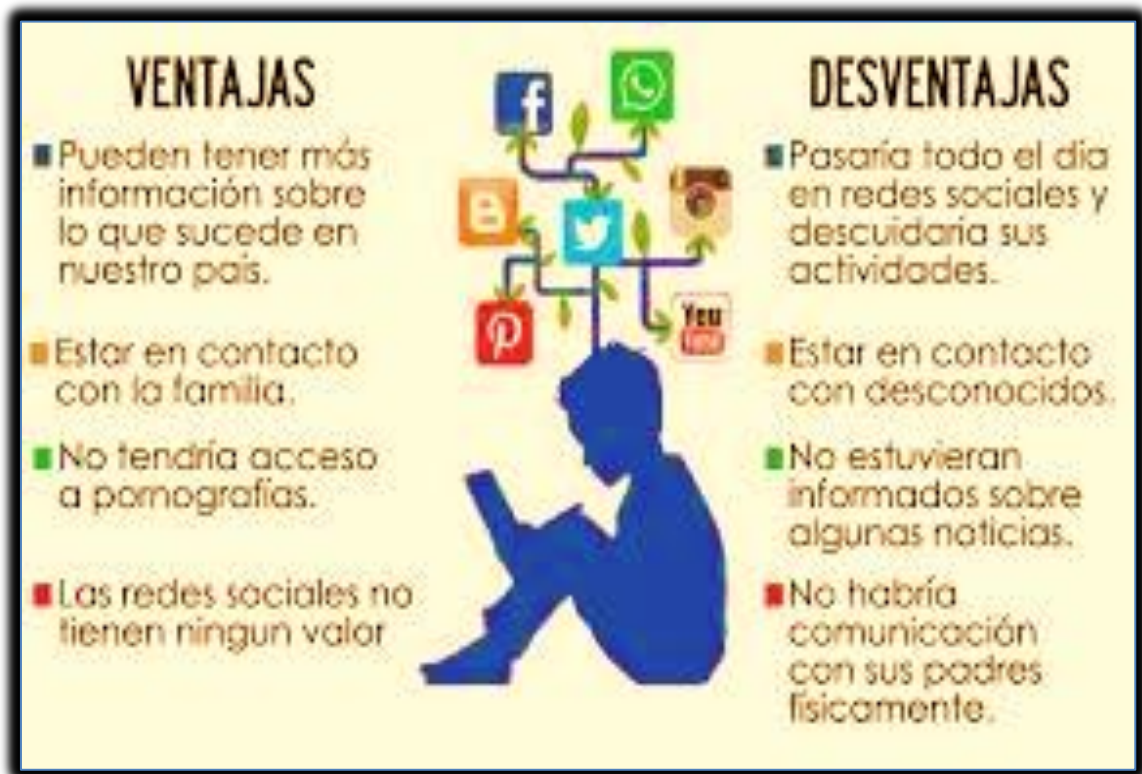 VENTAJAS
Pueden tener más
información sobre
lo que sucede en
nuestro país.
Estar en contacto
con la familia.
No tendría acceso
a pornografías.
Las redes sociales no
tienen ningun valor
DESVENTAJAS
Pasaría todo el día
en redes sociales y
descuidaría sus
actividades.
Estar en contacto
con desconocidos.
No estuvieran
informados sobre
algunas noticias.
No habría
comunicación
con sus padres
físicamente.
You